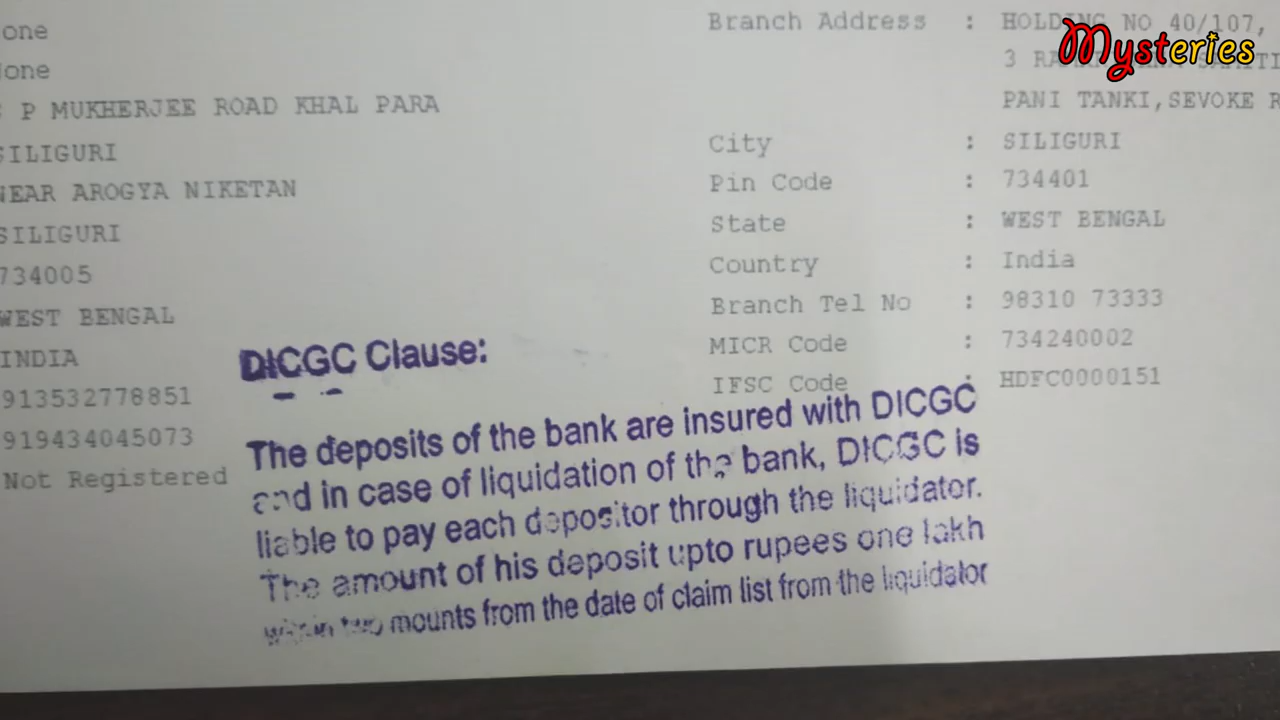 one
Ione
P MUKHERJEE ROAD KHAL PARA
SILIGURI
NEAR AROGYA NIKETAN
SILIGURI
734005
WEST BENGAL
INDIA
913532778851
919434045073
Not Registered
Branch Address : HOLDING NO 40/107,
3
PANI TANKI,SEVOKE R
City : SILIGURI
Pin Code : 734401
State : WEST BENGAL
Country : India
Branch Tel No : 98310 73333
MICR Code : 734240002
IFSC Code : HDFC0000151
Mysteries
DICGC Clause:
The deposits of the bank are insured with DICGC
and in case of liquidation of the bank, DICGC is
liable to pay each depositor through the liquidator.
The amount of his deposit upto rupees one lakh
within two mounts from the date of claim list from the liquidator